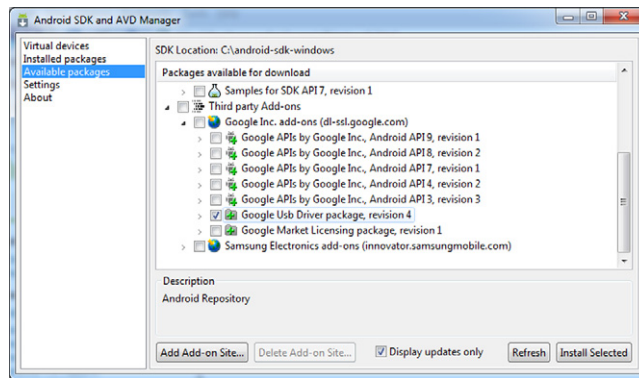 Android SDK and AVD Manager
Virtual devices
Installed packages
Available packages
Settings
About
SDK Location: C:\android-sdk-windows
Packages available for download
Samples for SDK API 7, revision 1
Third party Add-ons
Google Inc. add-ons (dl-ssl.google.com)
Google APIs by Google Inc., Android API 9, revision 1
Google APIs by Google Inc., Android API 8, revision 2
Google APIs by Google Inc., Android API 7, revision 1
Google APIs by Google Inc., Android API 4, revision 2
Google APIs by Google Inc., Android API 3, revision 3
Google Usb Driver package, revision 4
Google Market Licensing package, revision 1
Samsung Electronics add-ons (innovator.samsungmobile.com)
Description
Android Repository
Add Add-on Site... Delete Add-on Site... Display updates only Refresh Install Selected